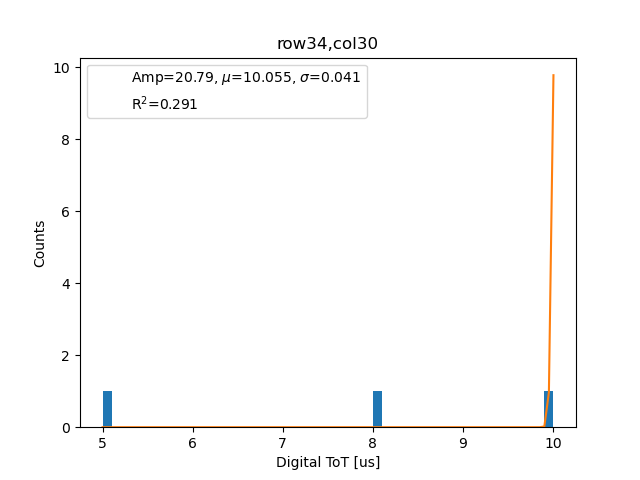 row34,col30
Amp=20.79, μ=10.055, σ=0.041
R²=0.291
Counts
10
8
6
4
2
0
5 6 7 8 9 10
Digital ToT [us]